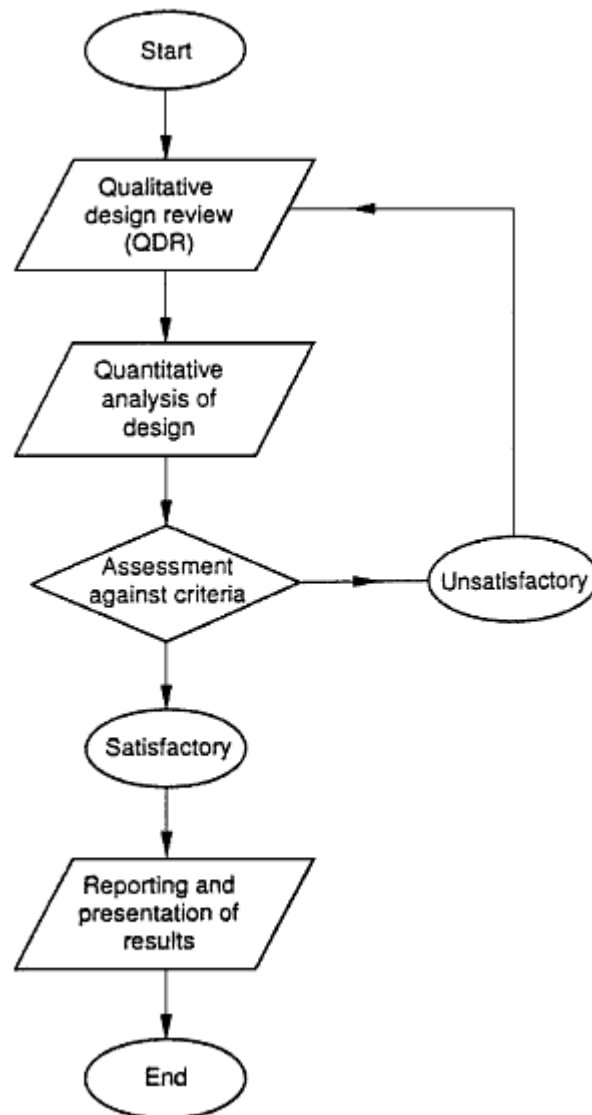 Start
Qualitative
design review
(QDR)
Quantitative
analysis of
design
Assessment
against criteria
Unsatisfactory
Satisfactory
Reporting and
presentation of
results
End